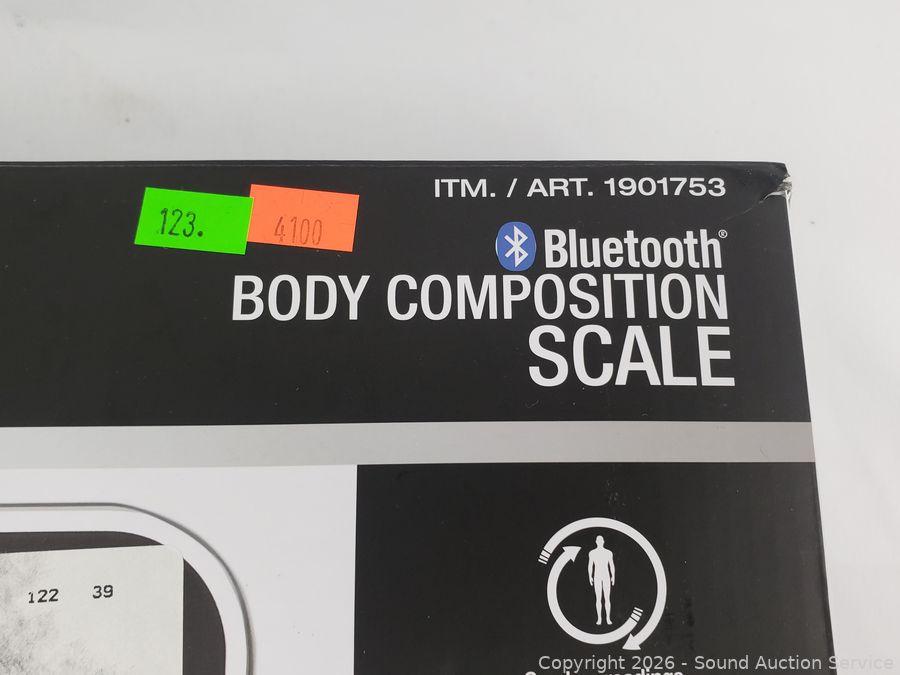 ITM. / ART. 1901753
123.
4100
Bluetooth®
BODY COMPOSITION
SCALE
122 39
Copyright 2026 - Sound Auction Service